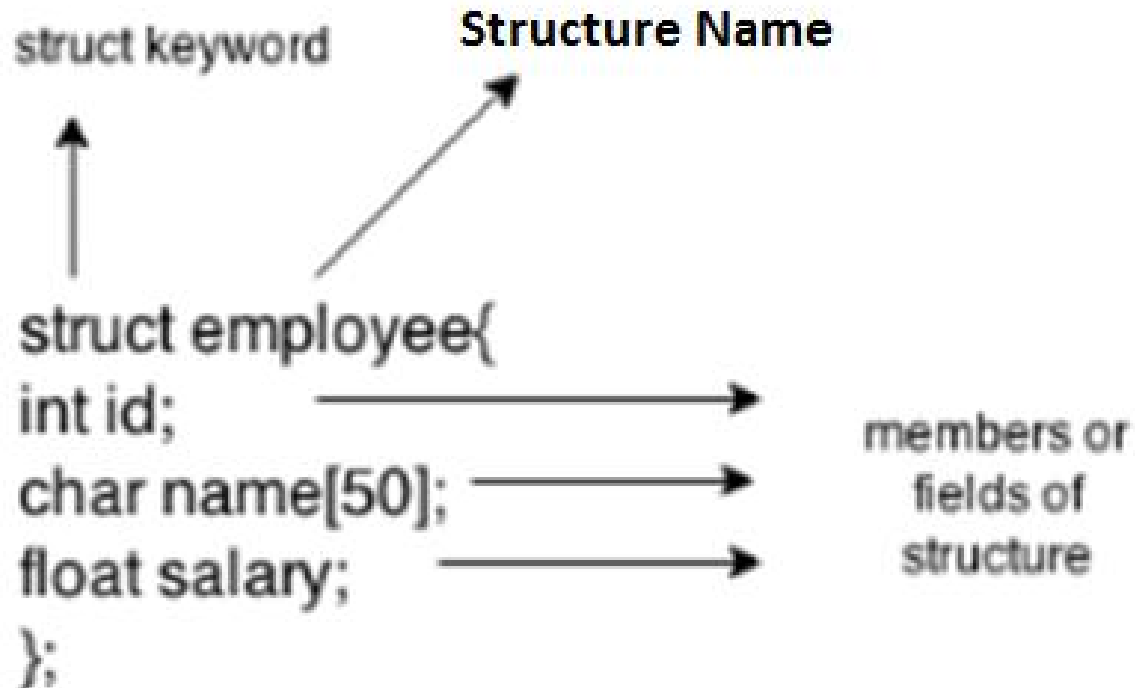 struct keyword
Structure Name
struct employee{
int id;
char name[50];
float salary;
};
members or
fields of
structure